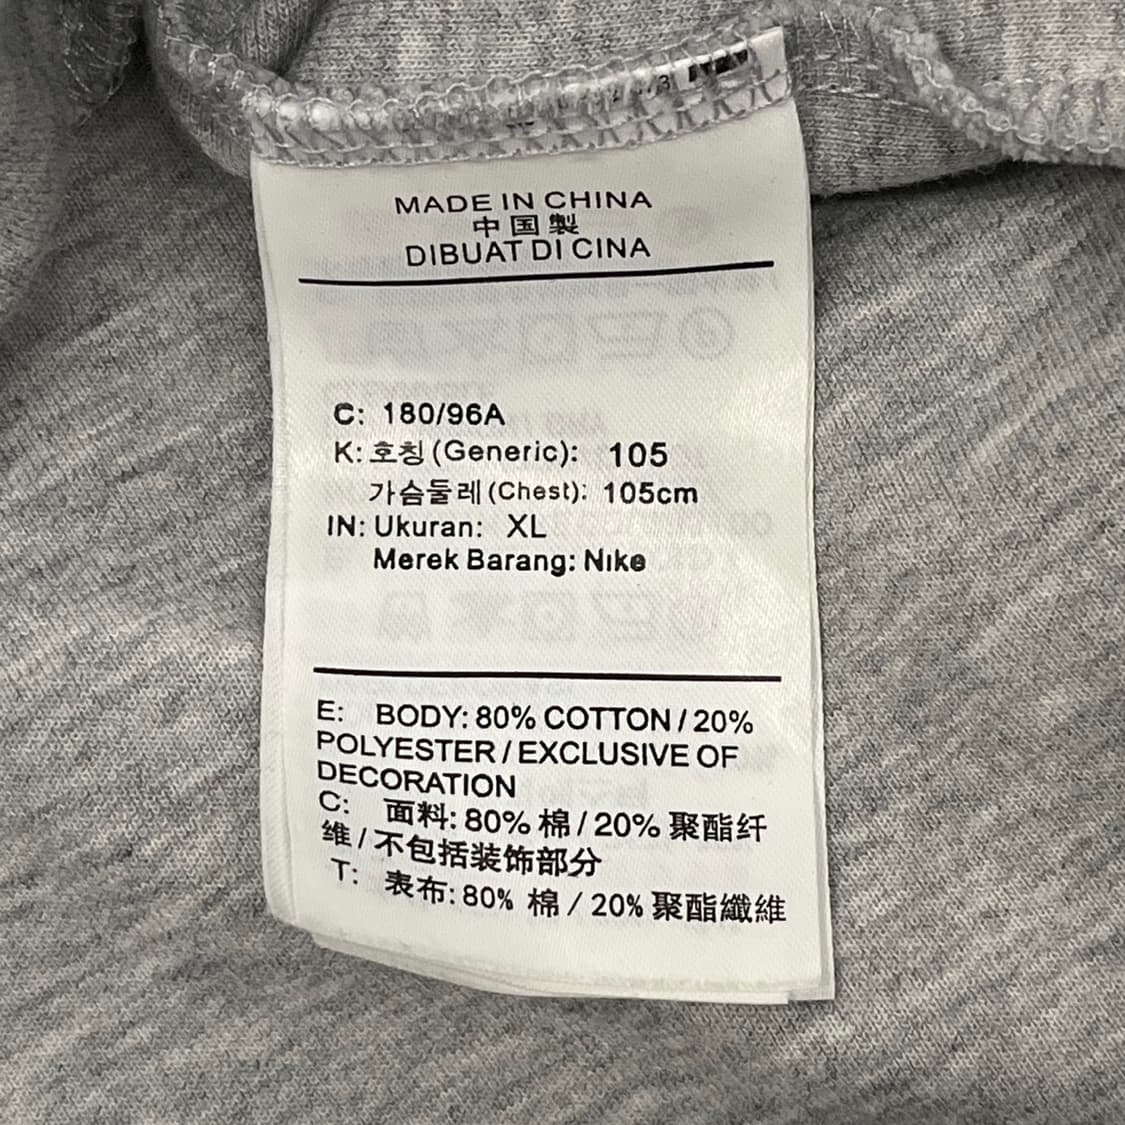 MADE IN CHINA
中国製
DIBUAT DI CINA
C: 180/96A
K: 호칭 (Generic): 105
가슴둘레 (Chest): 105cm
IN: Ukuran: XL
Merek Barang: Nike
E: BODY: 80% COTTON / 20%
POLYESTER / EXCLUSIVE OF
DECORATION
C: 面料: 80% 棉 / 20% 聚酯纤
维 / 不包括装饰部分
T: 表布: 80% 棉 / 20% 聚酯纖維